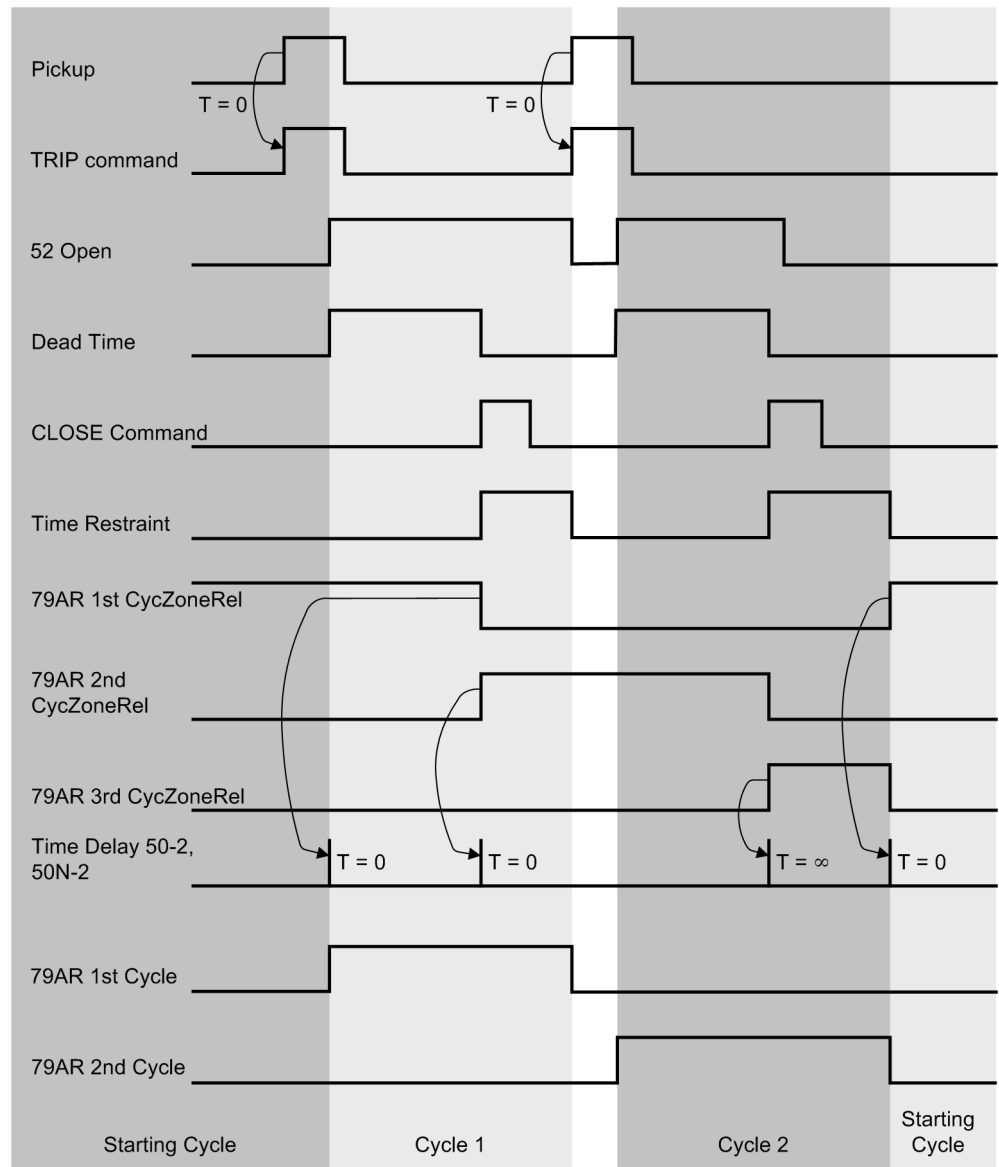 Pickup
T = 0
T = 0
TRIP command
52 Open
Dead Time
CLOSE Command
Time Restraint
79AR 1st CycZoneRel
79AR 2nd
CycZoneRel
79AR 3rd CycZoneRel
Time Delay 50-2,
50N-2
T = 0
T = 0
T = ∞
T = 0
79AR 1st Cycle
79AR 2nd Cycle
Starting Cycle
Cycle 1
Cycle 2
Starting
Cycle